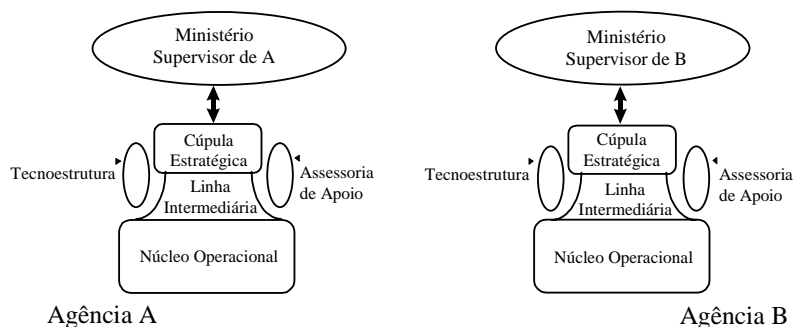 Ministério
Supervisor de A
Cúpula
Estratégica
Tecnoestrutura
Assessoria
de Apoio
Linha
Intermediária
Núcleo Operacional
Agência A
Ministério
Supervisor de B
Cúpula
Estratégica
Tecnoestrutura
Assessoria
de Apoio
Linha
Intermediária
Núcleo Operacional
Agência B